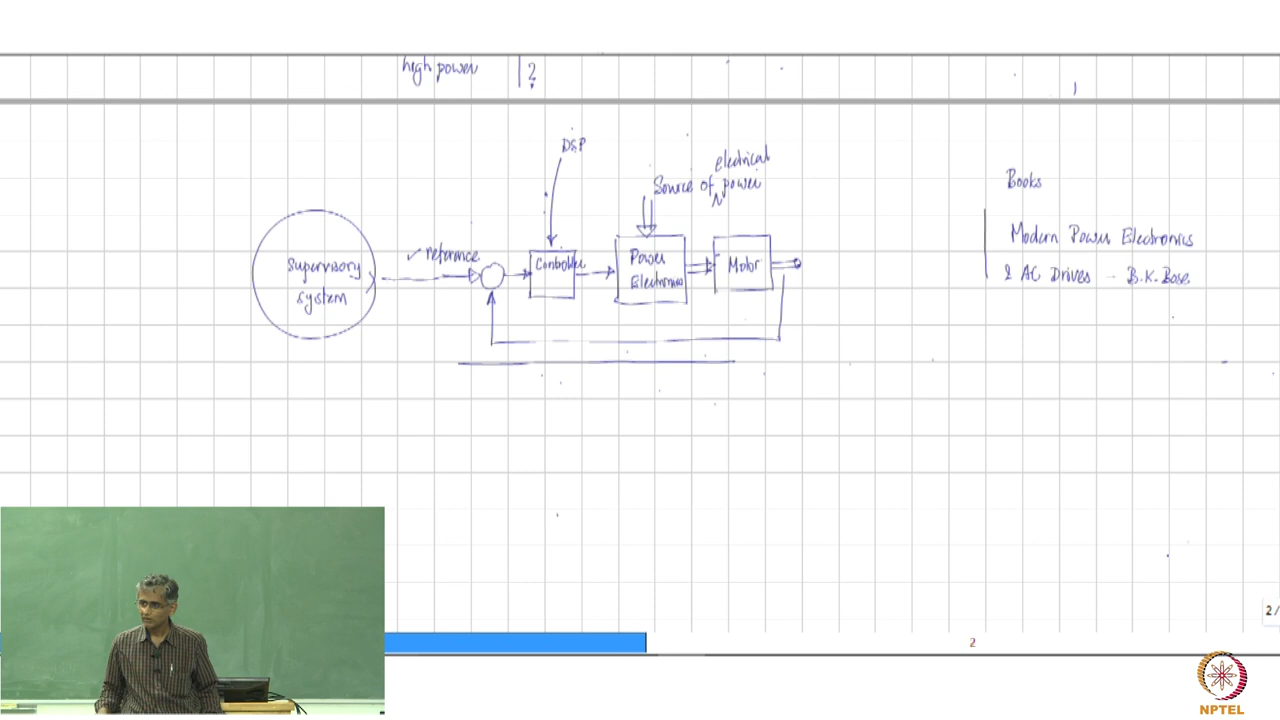 high power | ?
DSP
electrical
Source of power
Supervisory
system
reference
Controller
Power
Electronics
Motor
Books
Modern Power Electronics
& AC Drives - B.K. Bose
2/
2
NPTEL